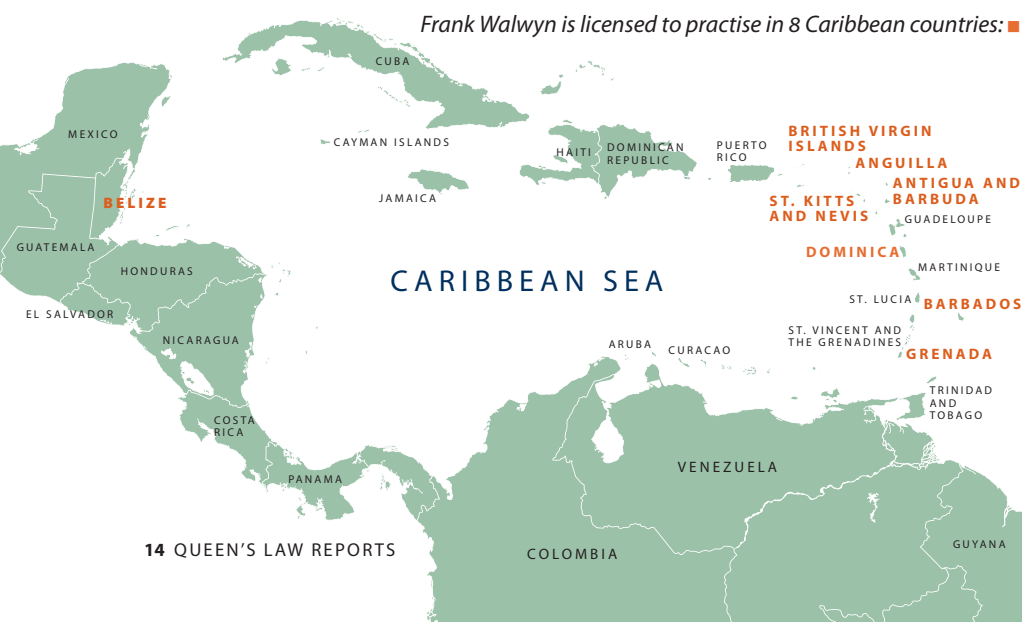 Frank Walwyn is licensed to practise in 8 Caribbean countries:
CUBA
MEXICO
CAYMAN ISLANDS
HAITI
DOMINICAN
REPUBLIC
PUERTO
RICO
BRITISH VIRGIN
ISLANDS
ANGUILLA
ANTIGUA AND
BARBUDA
JAMAICA
BELIZE
ST. KITTS
AND NEVIS
GUADELOUPE
GUATEMALA
DOMINICA
HONDURAS
MARTINIQUE
CARIBBEAN SEA
ST. LUCIA
BARBADOS
EL SALVADOR
NICARAGUA
ST. VINCENT AND
THE GRENADINES
ARUBA
CURACAO
GRENADA
TRINIDAD
AND
TOBAGO
COSTA
RICA
PANAMA
VENEZUELA
14 QUEEN’S LAW REPORTS
COLOMBIA
GUYANA